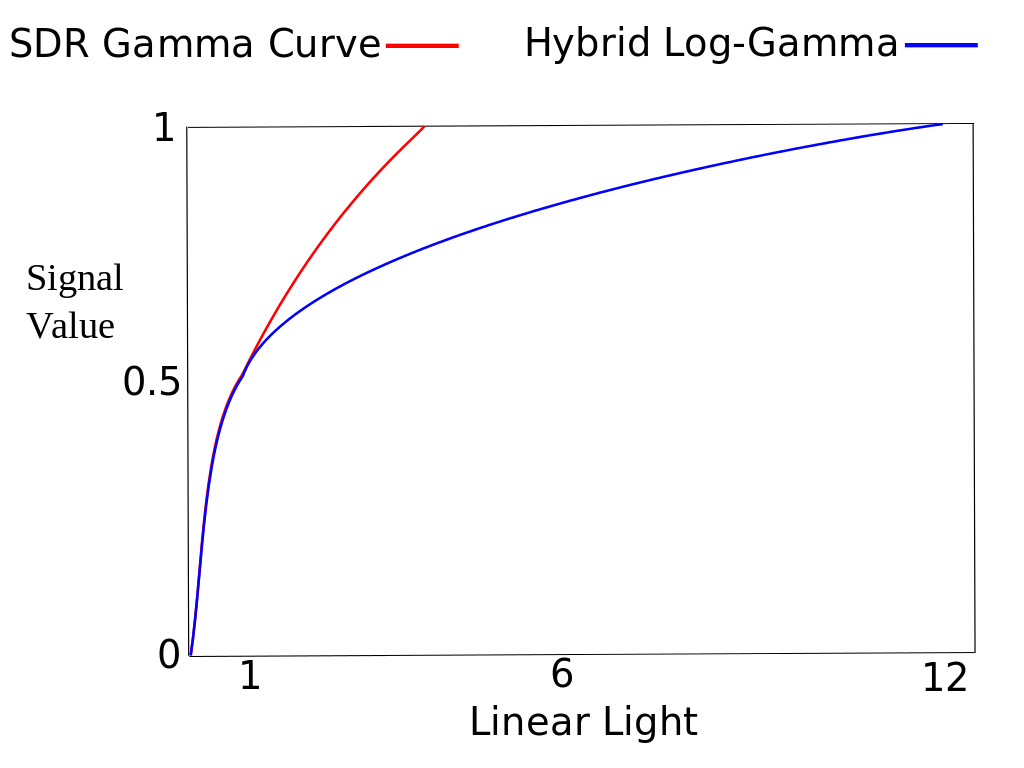 SDR Gamma Curve
Hybrid Log-Gamma
1
Signal
Value
0.5
0
1
6
12
Linear Light